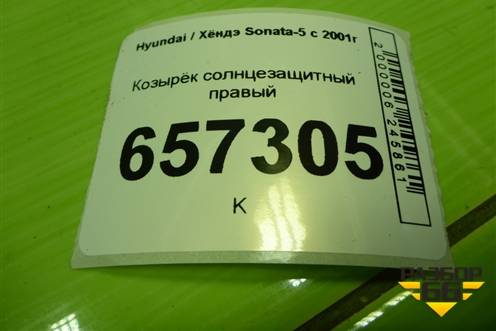 Hyundai / Хёндэ Sonata-5 с 2001г
Козырёк солнцезащитный
правый
657305
К
2000006245861
РАЗБОР
66